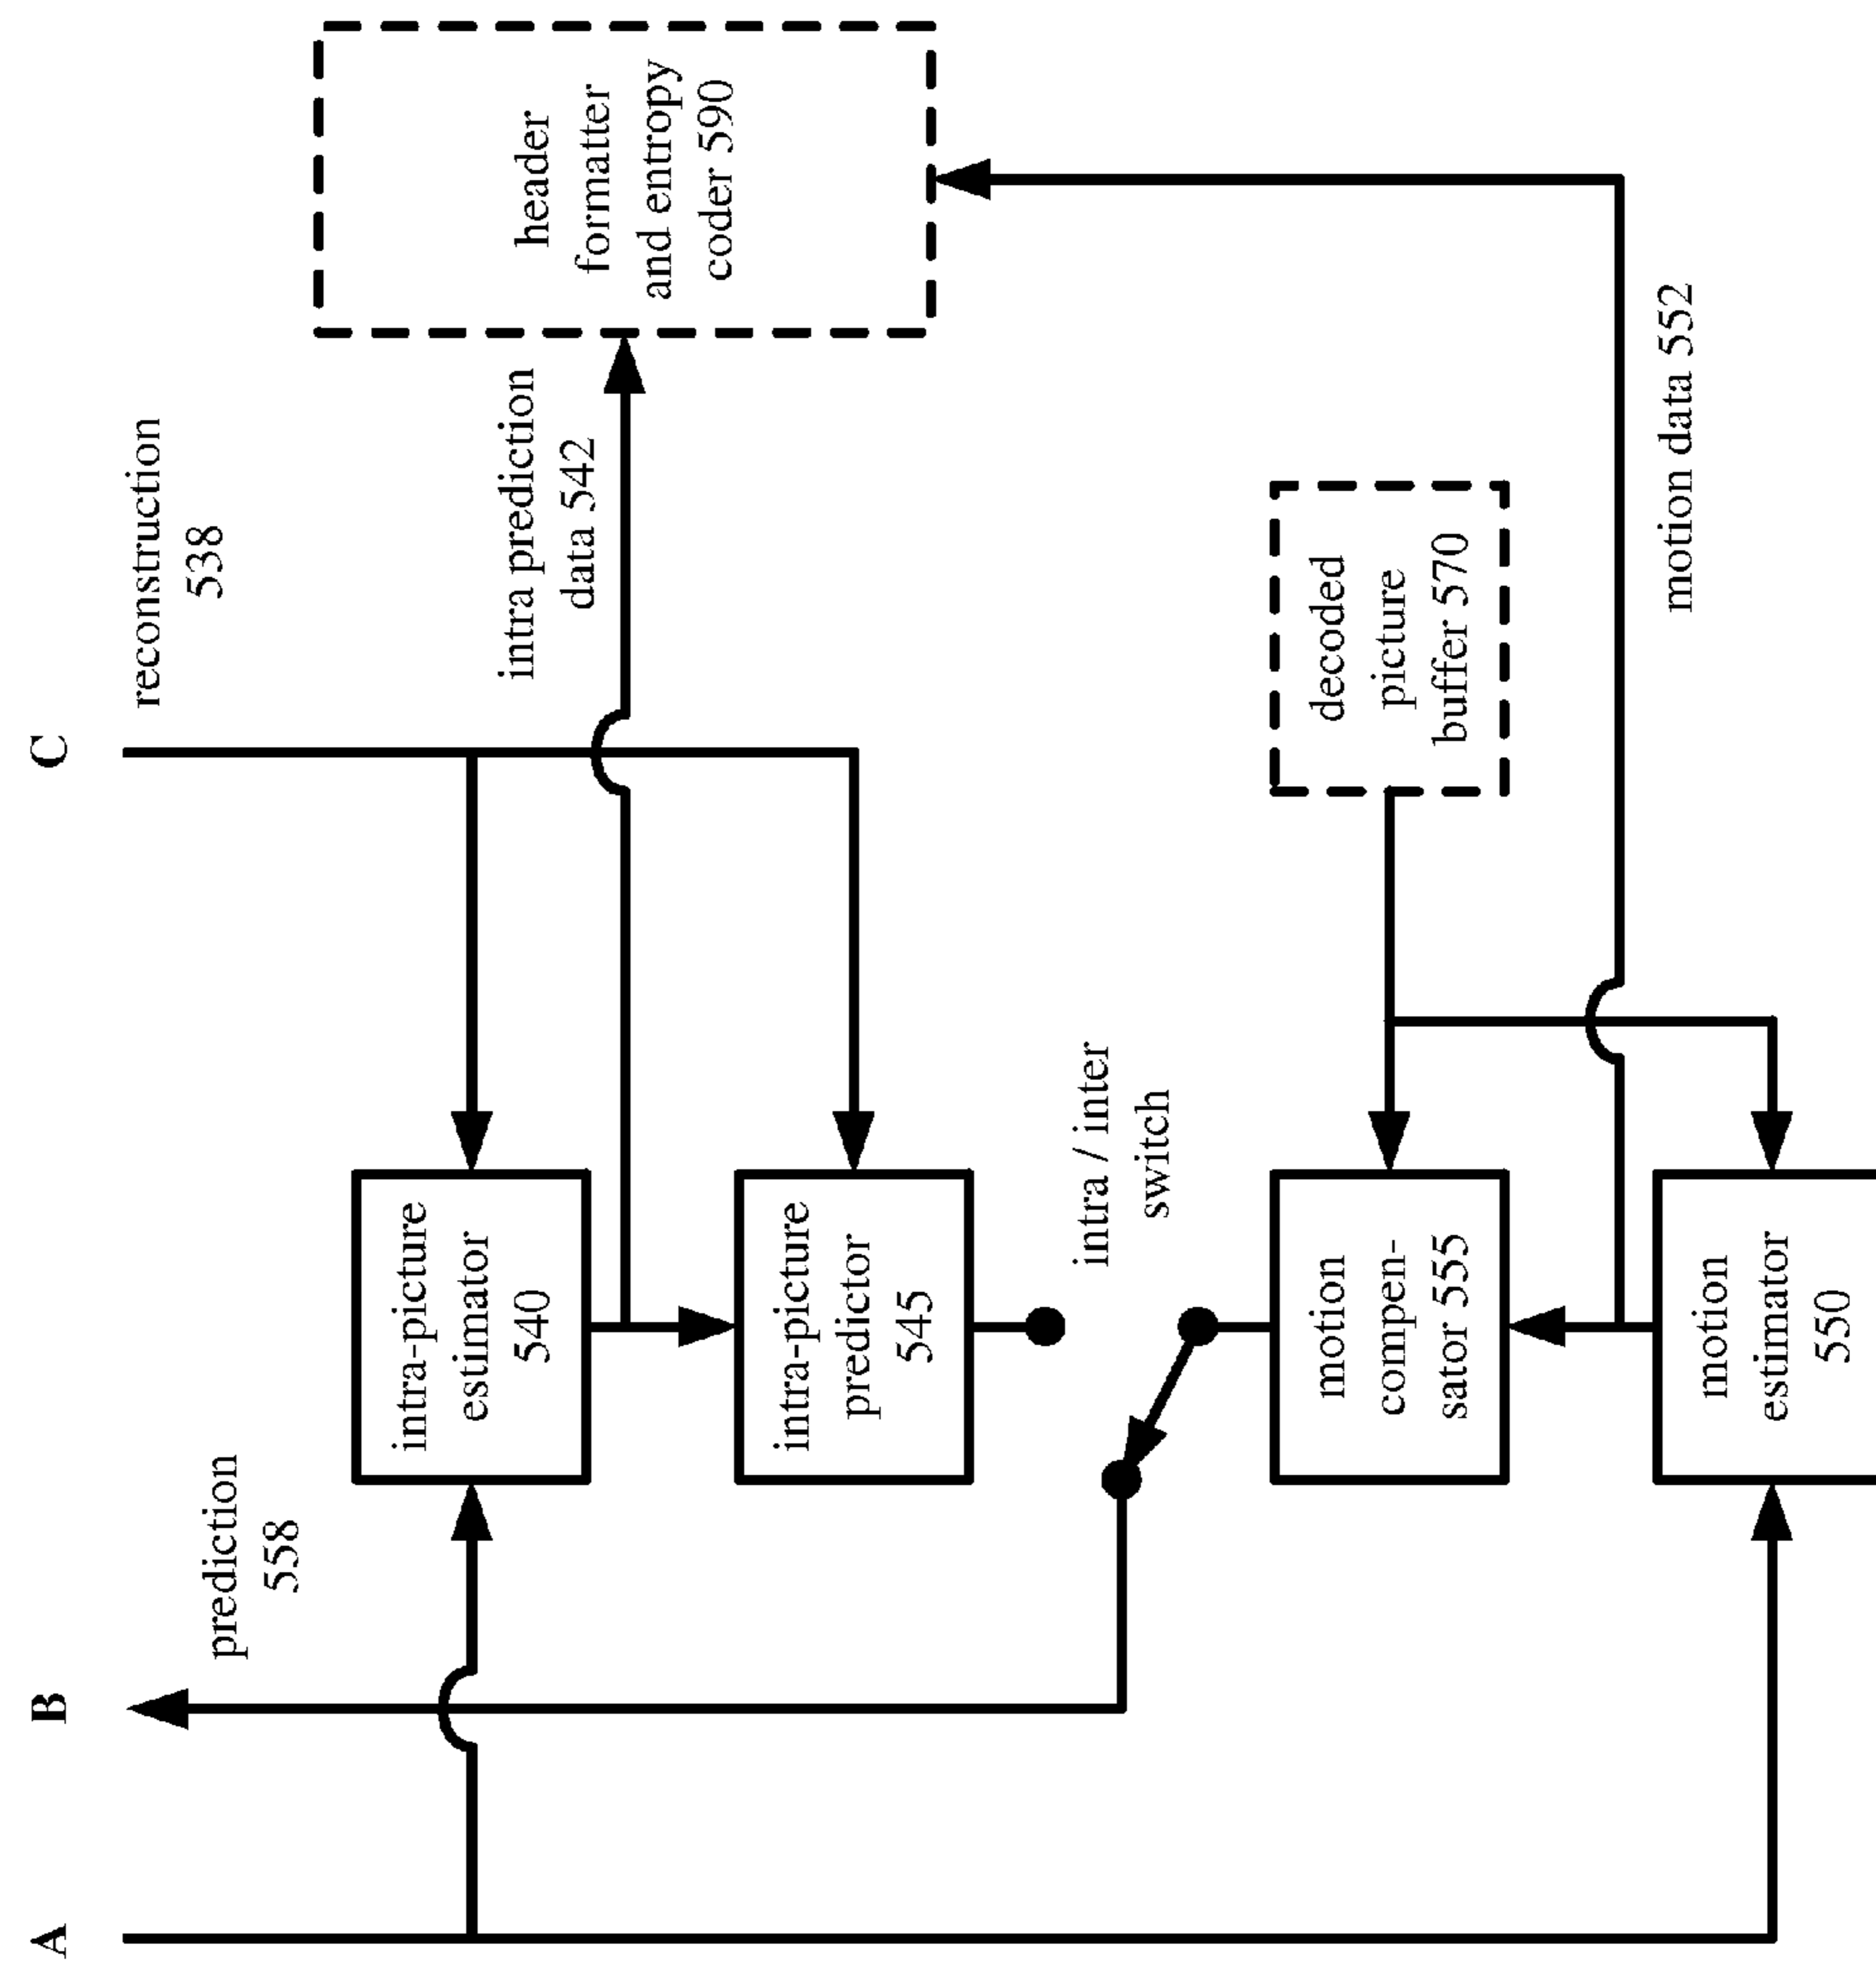 A
B
C
prediction
558
reconstruction
538
intra-picture
estimator
540
intra prediction
data 542
header
formatter
and entropy
coder 590
intra-picture
predictor
545
intra / inter
switch
motion
compen-
sator 555
decoded
picture
buffer 570
motion
estimator
550
motion data 552